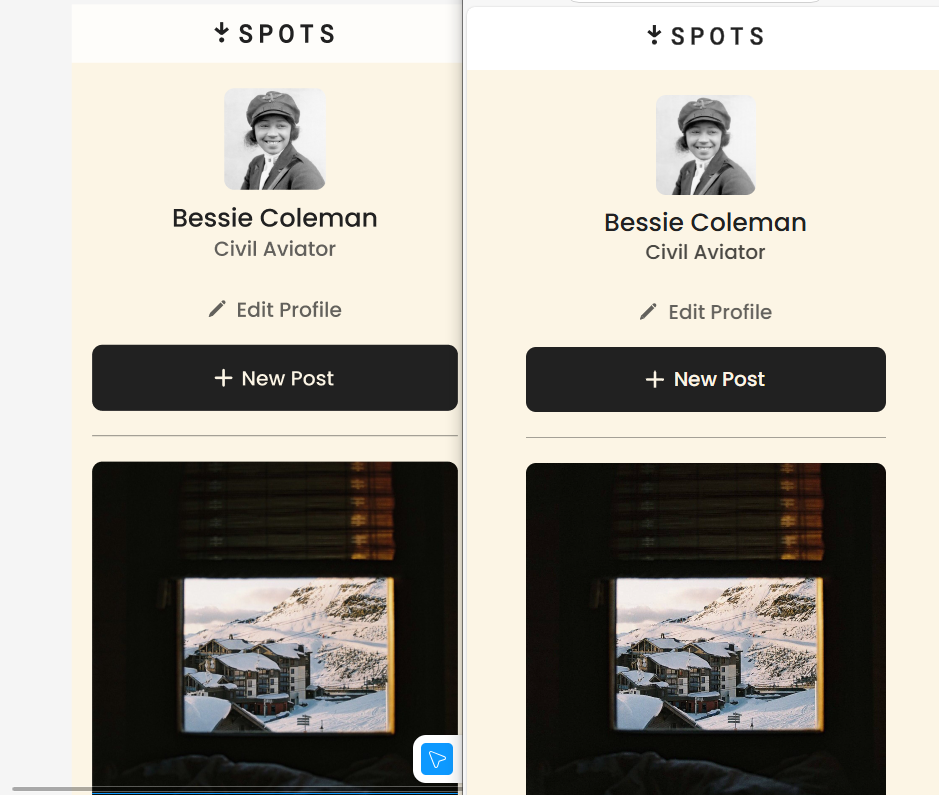 SPOTS
Bessie Coleman
Civil Aviator
Edit Profile
New Post
SPOTS
Bessie Coleman
Civil Aviator
Edit Profile
New Post